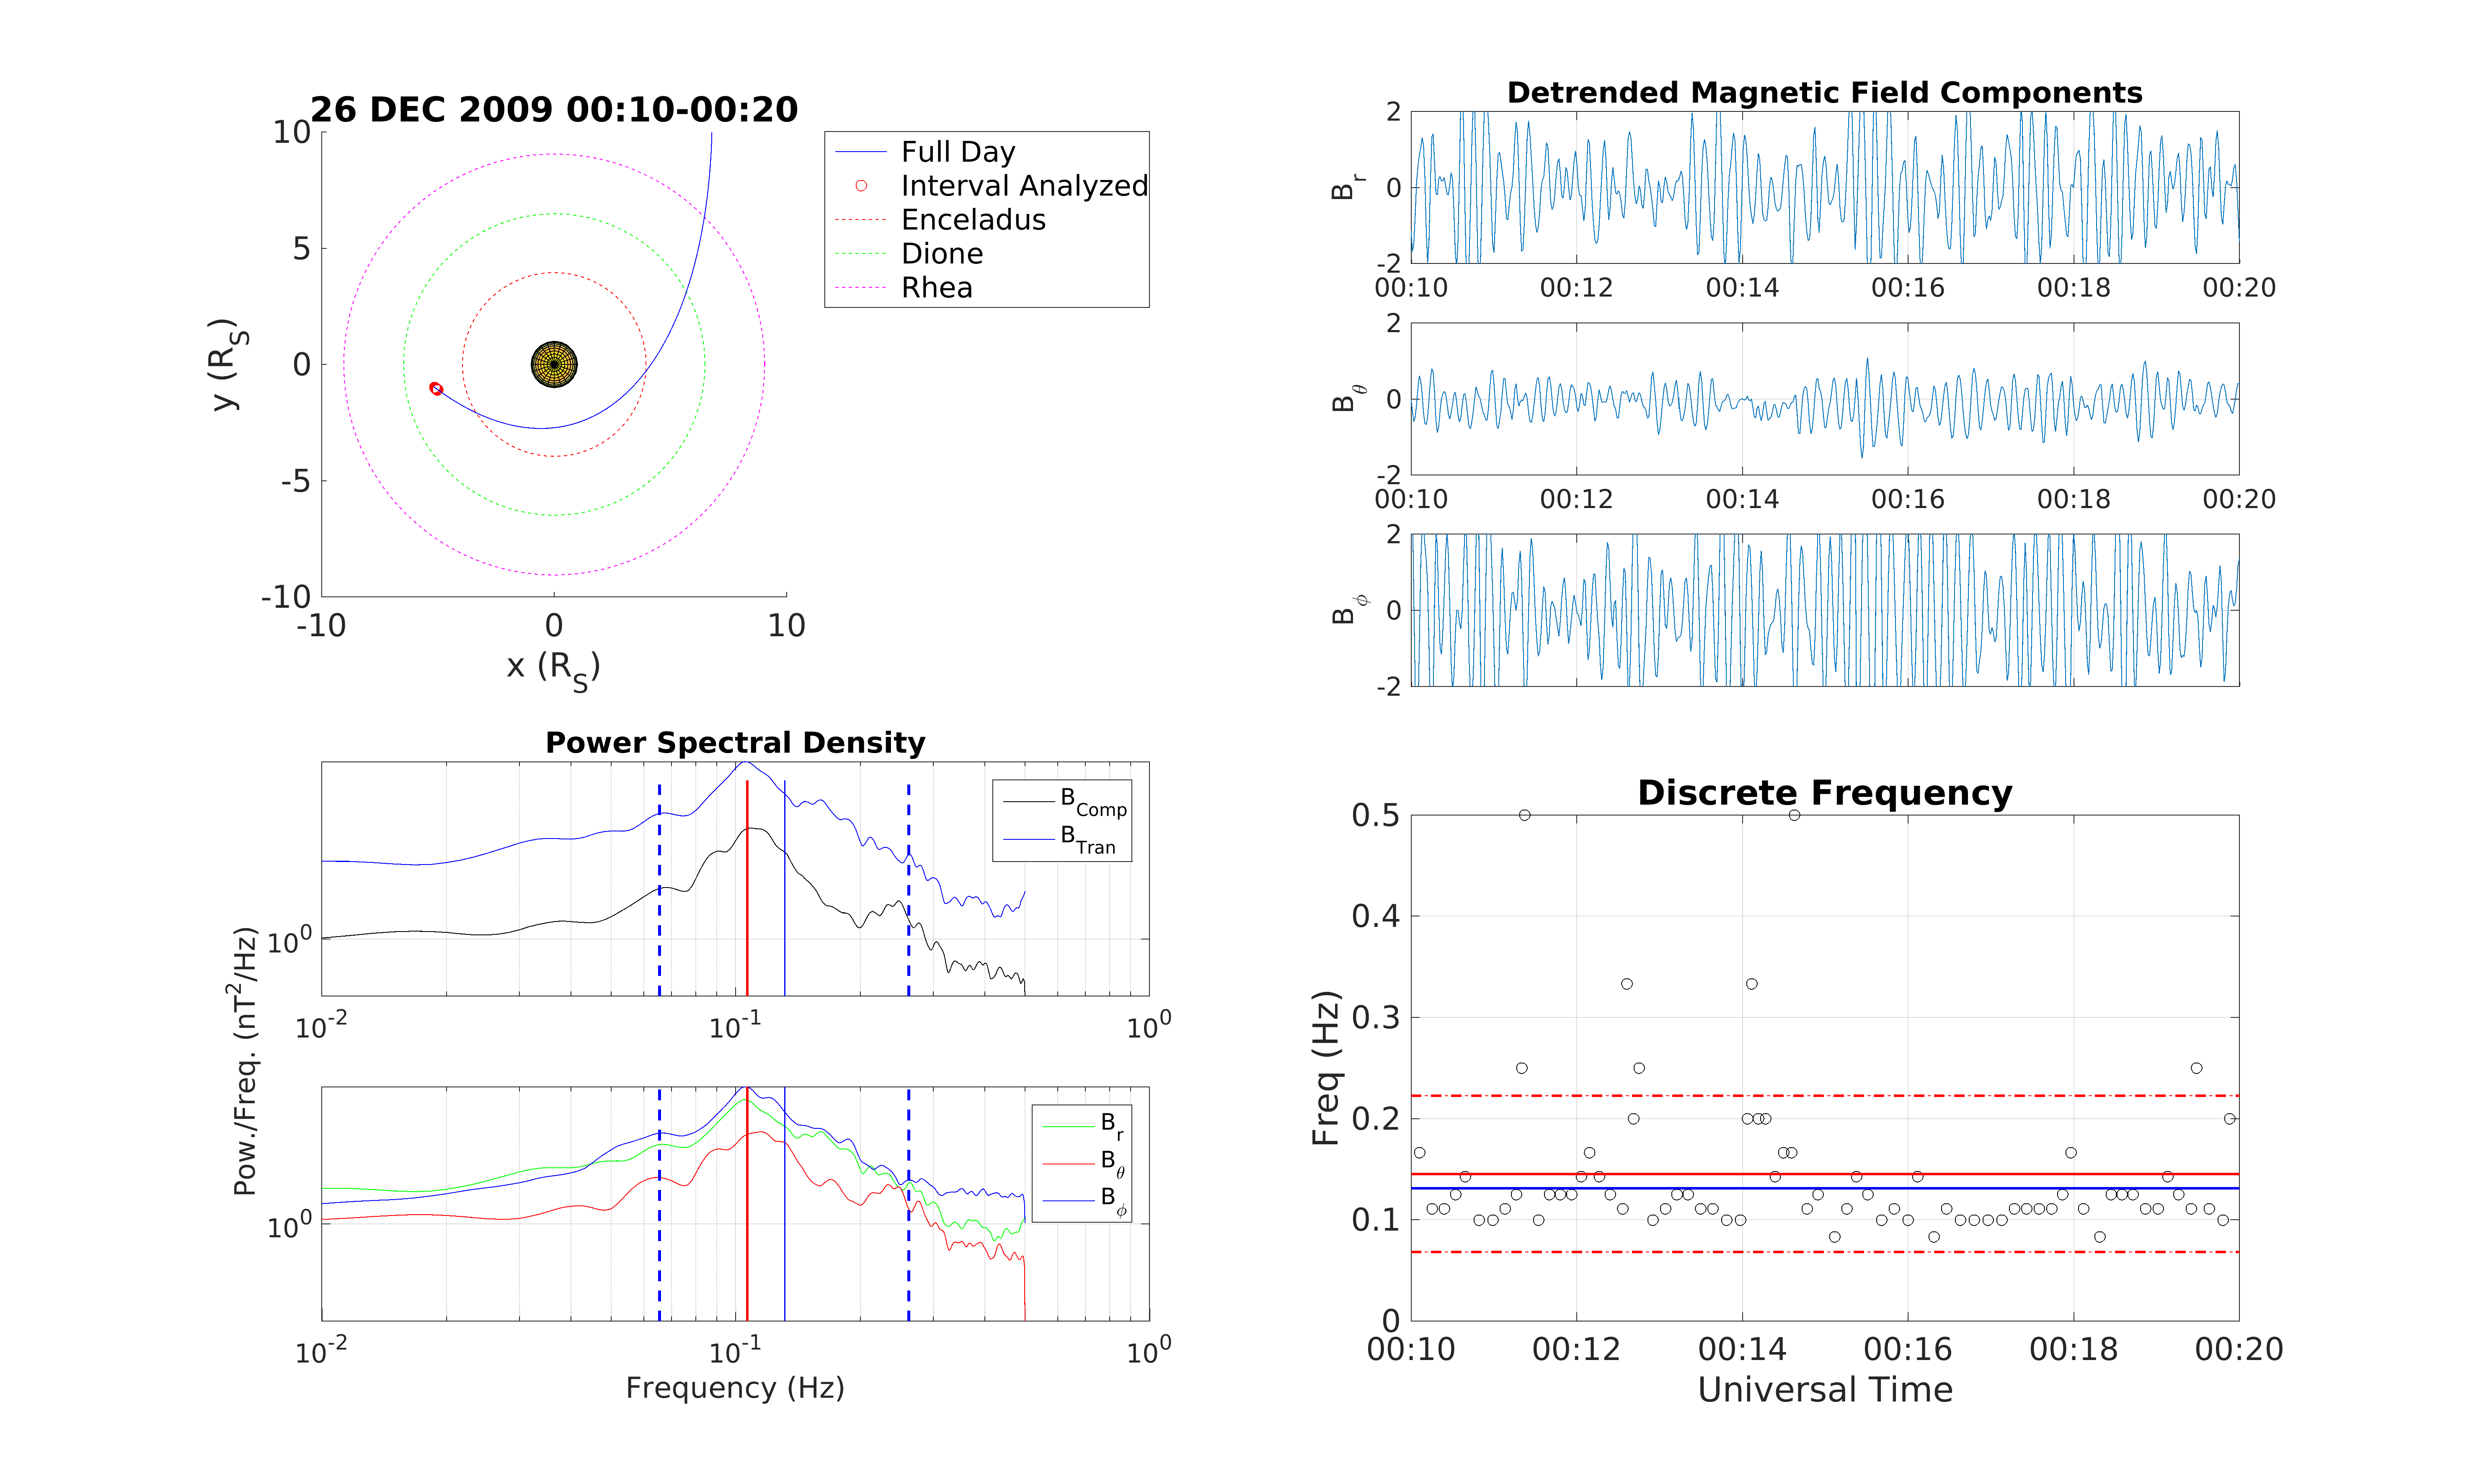 26 DEC 2009 00:10-00:20
10
5
0
-5
-10
y (R_S)
-10 0 10
x (R_S)
Full Day
Interval Analyzed
Enceladus
Dione
Rhea
Detrended Magnetic Field Components
2
0
-2
B_r
00:10 00:12 00:14 00:16 00:18 00:20
2
0
-2
B_θ
00:10 00:12 00:14 00:16 00:18 00:20
2
0
-2
B_ϕ
Power Spectral Density
B_Comp
B_Tran
10^0
10^-2 10^-1 10^0
Pow./Freq. (nT^2/Hz)
B_r
B_θ
B_ϕ
10^0
10^-2 10^-1 10^0
Frequency (Hz)
Discrete Frequency
0.5
0.4
0.3
0.2
0.1
0
Freq (Hz)
00:10 00:12 00:14 00:16 00:18 00:20
Universal Time